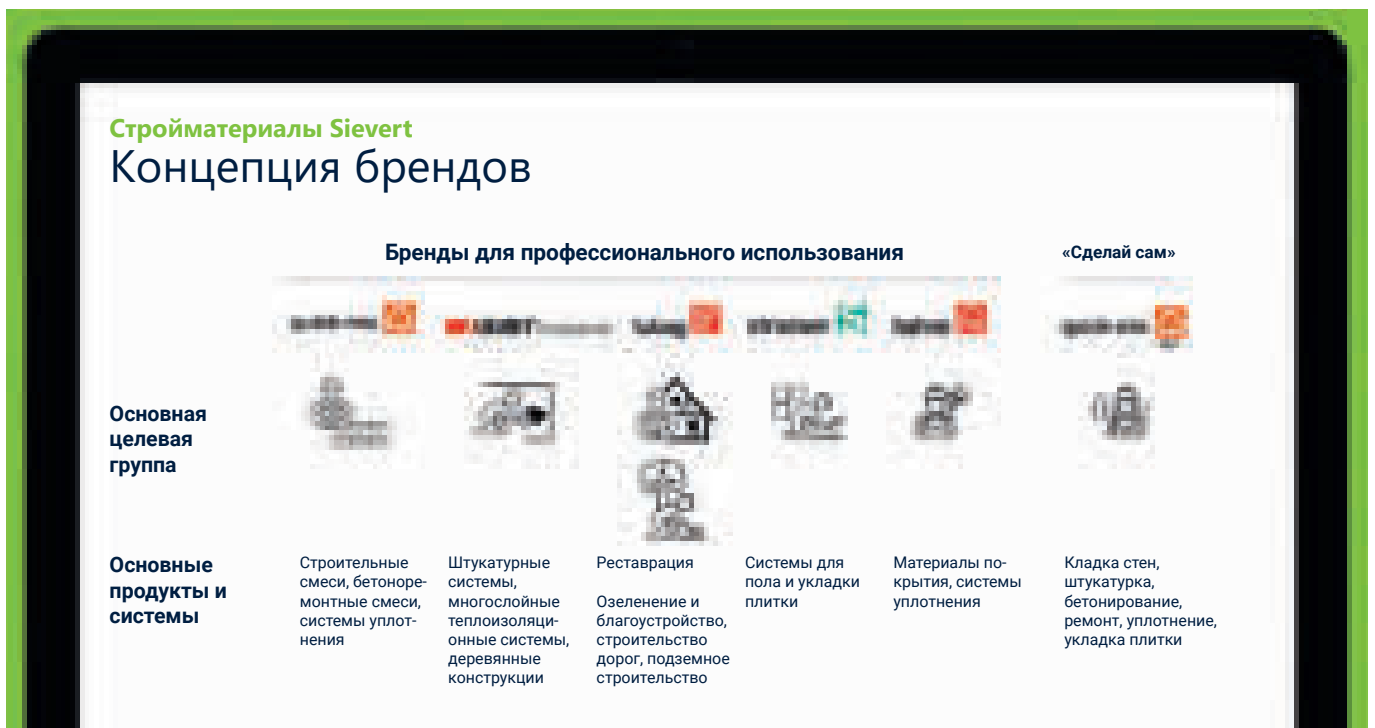 Стройматериалы Sievert
Концепция брендов
Бренды для профессионального использования
«Сделай сам»
Основная
целевая
группа
Основные
продукты и
системы
Строительные
смеси, бетоноре-
монтные смеси,
системы уплот-
нения
Штукатурные
системы,
многослойные
теплоизоляци-
онные системы,
деревянные
конструкции
Реставрация
Озеленение и
благоустройство,
строительство
дорог, подземное
строительство
Системы для
пола и укладки
плитки
Материалы по-
крытия, системы
уплотнения
Кладка стен,
штукатурка,
бетонирование,
ремонт, уплотнение,
укладка плитки